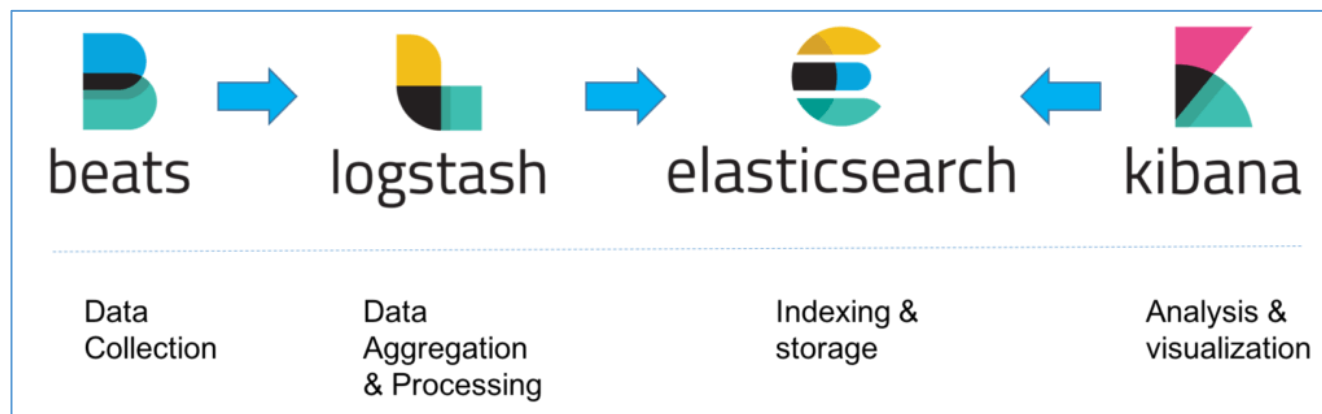 beats
logstash
elasticsearch
kibana
Data
Collection
Data
Aggregation
& Processing
Indexing &
storage
Analysis &
visualization